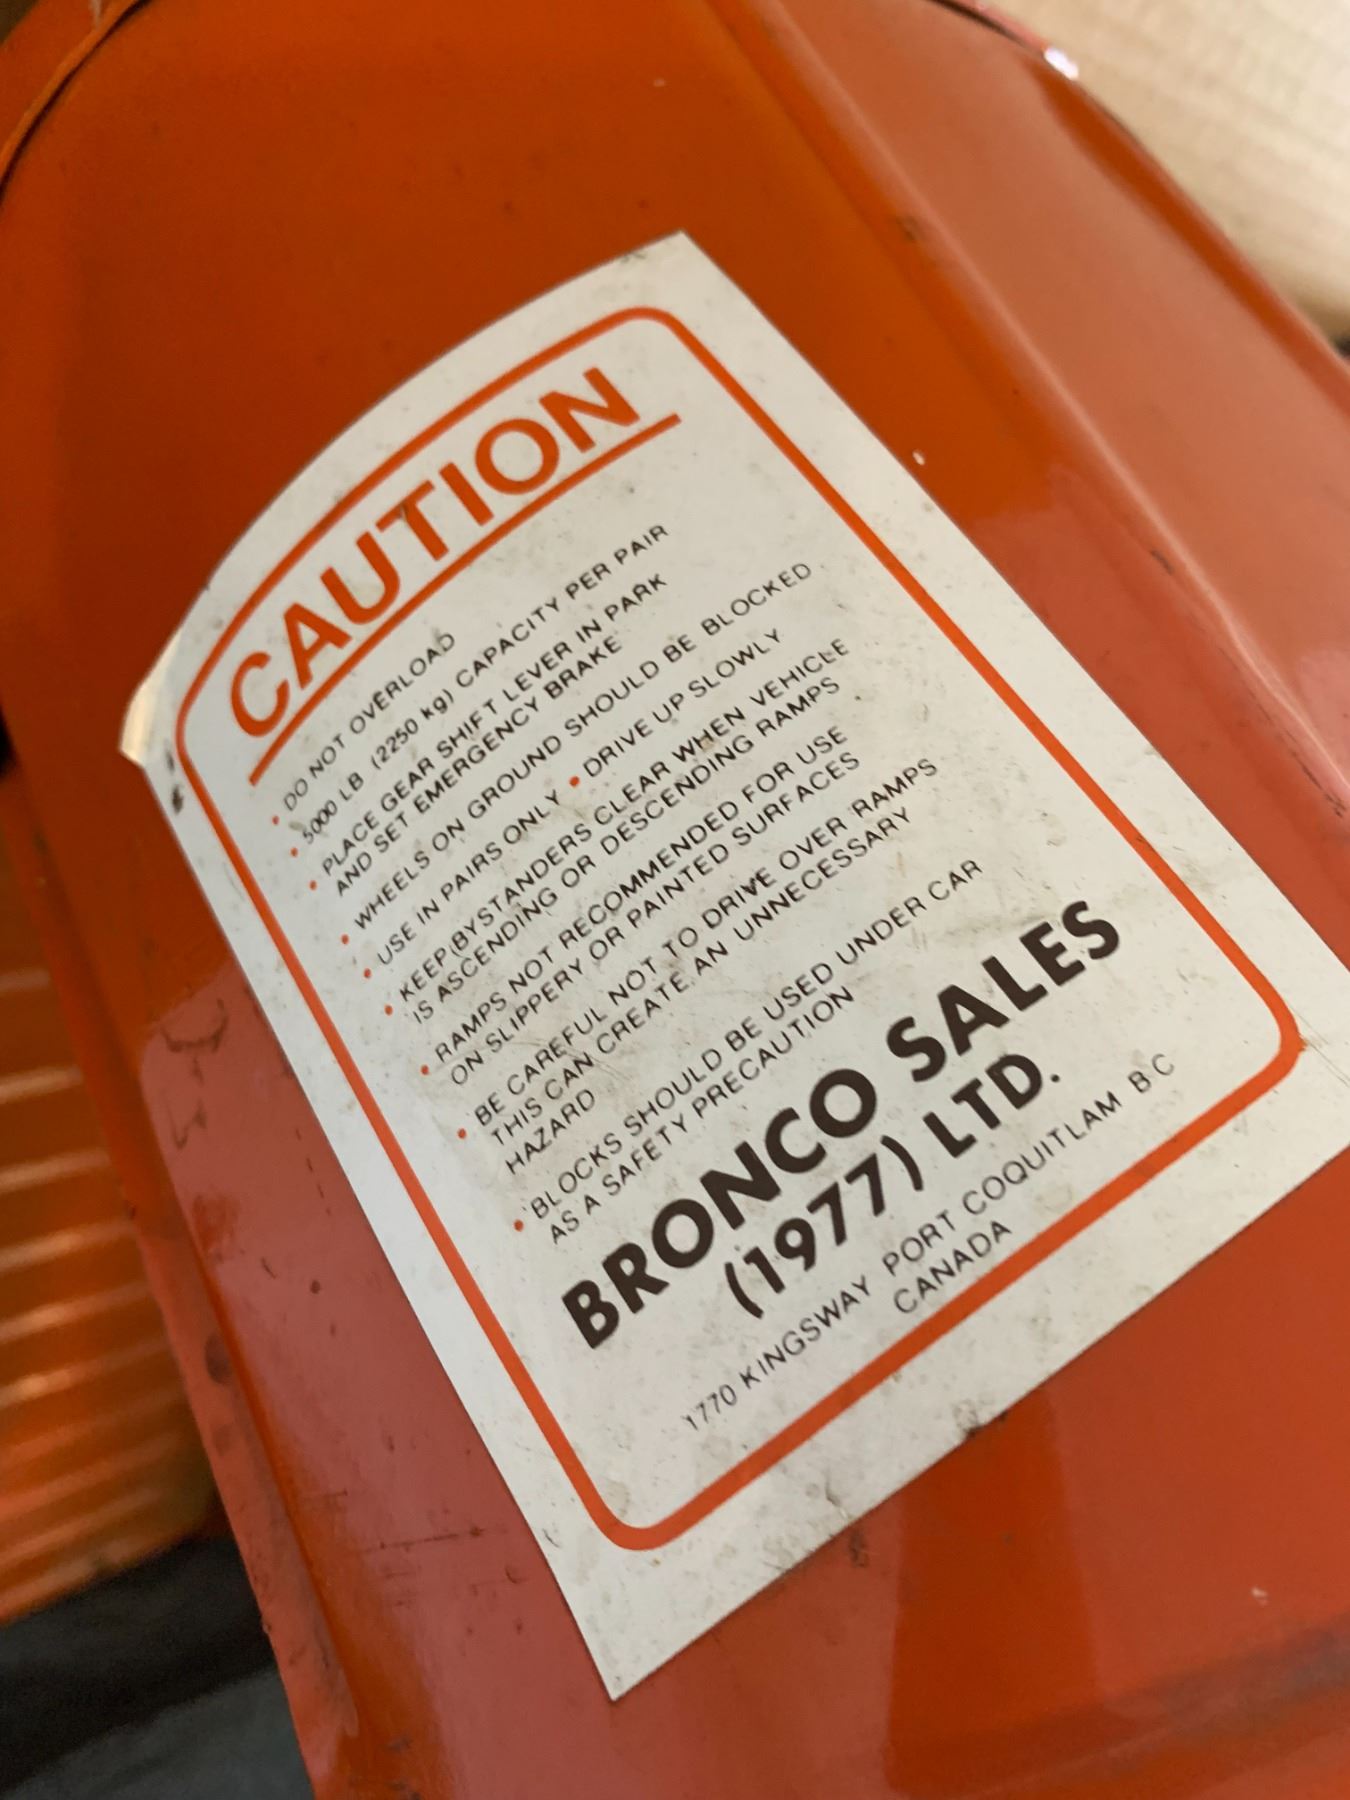 CAUTION
• DO NOT OVERLOAD
• 5000 LB (2250 kg) CAPACITY PER PAIR
• PLACE GEAR SHIFT LEVER IN PARK
AND SET EMERGENCY BRAKE
• WHEELS ON GROUND SHOULD BE BLOCKED
• USE IN PAIRS ONLY • DRIVE UP SLOWLY
• KEEP BYSTANDERS CLEAR WHEN VEHICLE
IS ASCENDING OR DESCENDING RAMPS
• RAMPS NOT RECOMMENDED FOR USE
ON SLIPPERY OR PAINTED SURFACES
• BE CAREFUL NOT TO DRIVE OVER RAMPS
THIS CAN CREATE AN UNNECESSARY
HAZARD
• BLOCKS SHOULD BE USED UNDER CAR
AS A SAFETY PRECAUTION
BRONCO SALES
(1977) LTD.
1770 KINGSWAY PORT COQUITLAM B C
CANADA